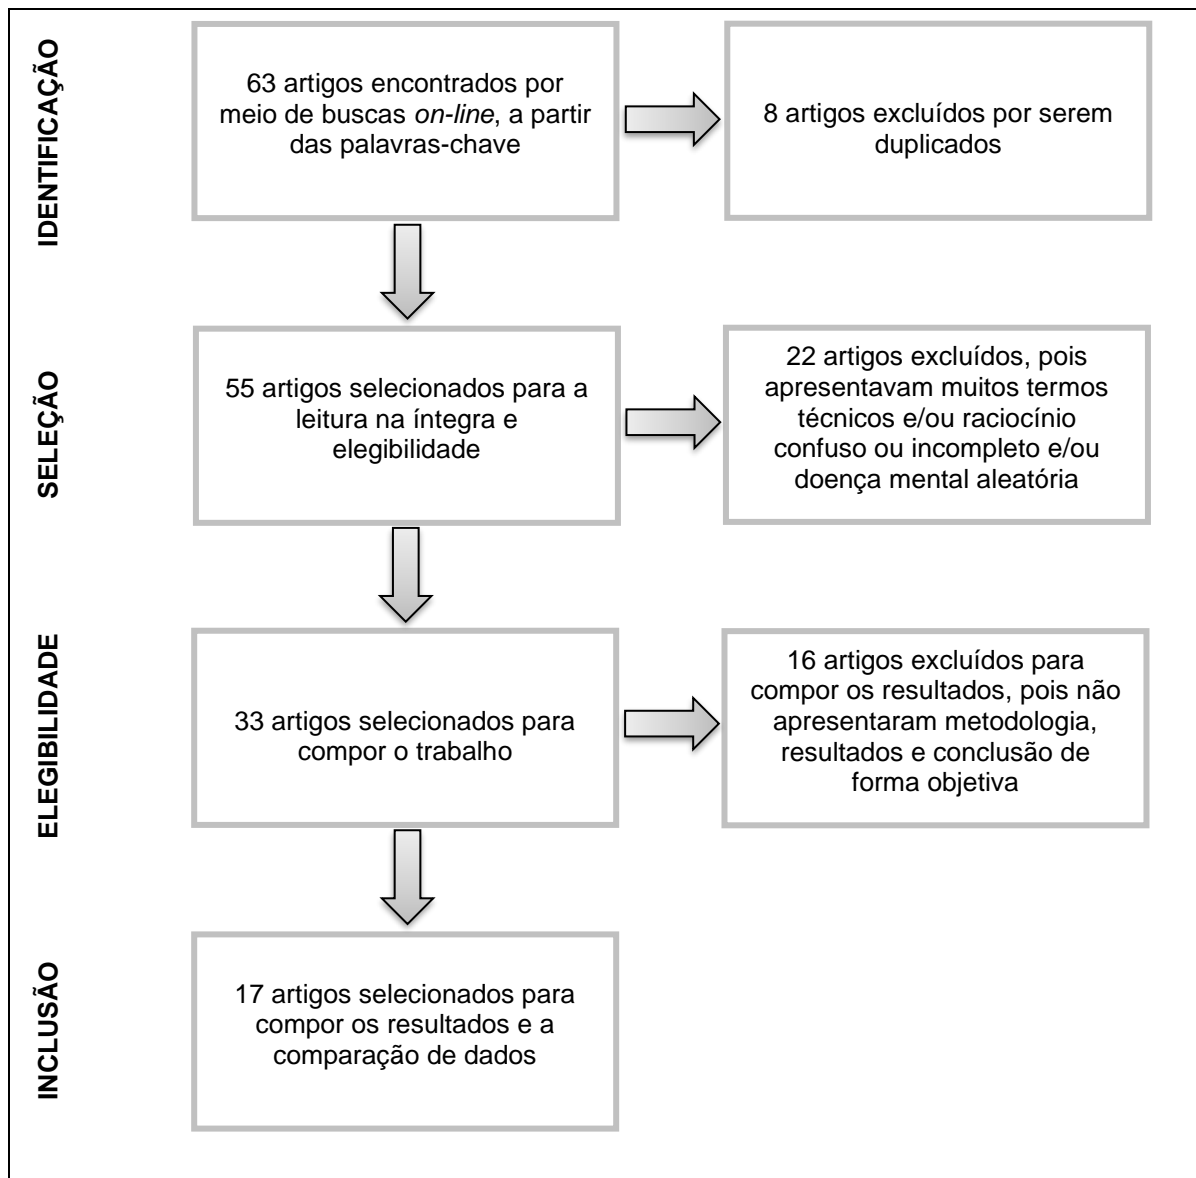 IDENTIFICAÇÃO
63 artigos encontrados por
meio de buscas on-line, a partir
das palavras-chave
8 artigos excluídos por serem
duplicados
SELEÇÃO
55 artigos selecionados para a
leitura na íntegra e
elegibilidade
22 artigos excluídos, pois
apresentavam muitos termos
técnicos e/ou raciocínio
confuso ou incompleto e/ou
doença mental aleatória
ELEGIBILIDADE
33 artigos selecionados para
compor o trabalho
16 artigos excluídos para
compor os resultados, pois não
apresentaram metodologia,
resultados e conclusão de
forma objetiva
INCLUSÃO
17 artigos selecionados para
compor os resultados e a
comparação de dados